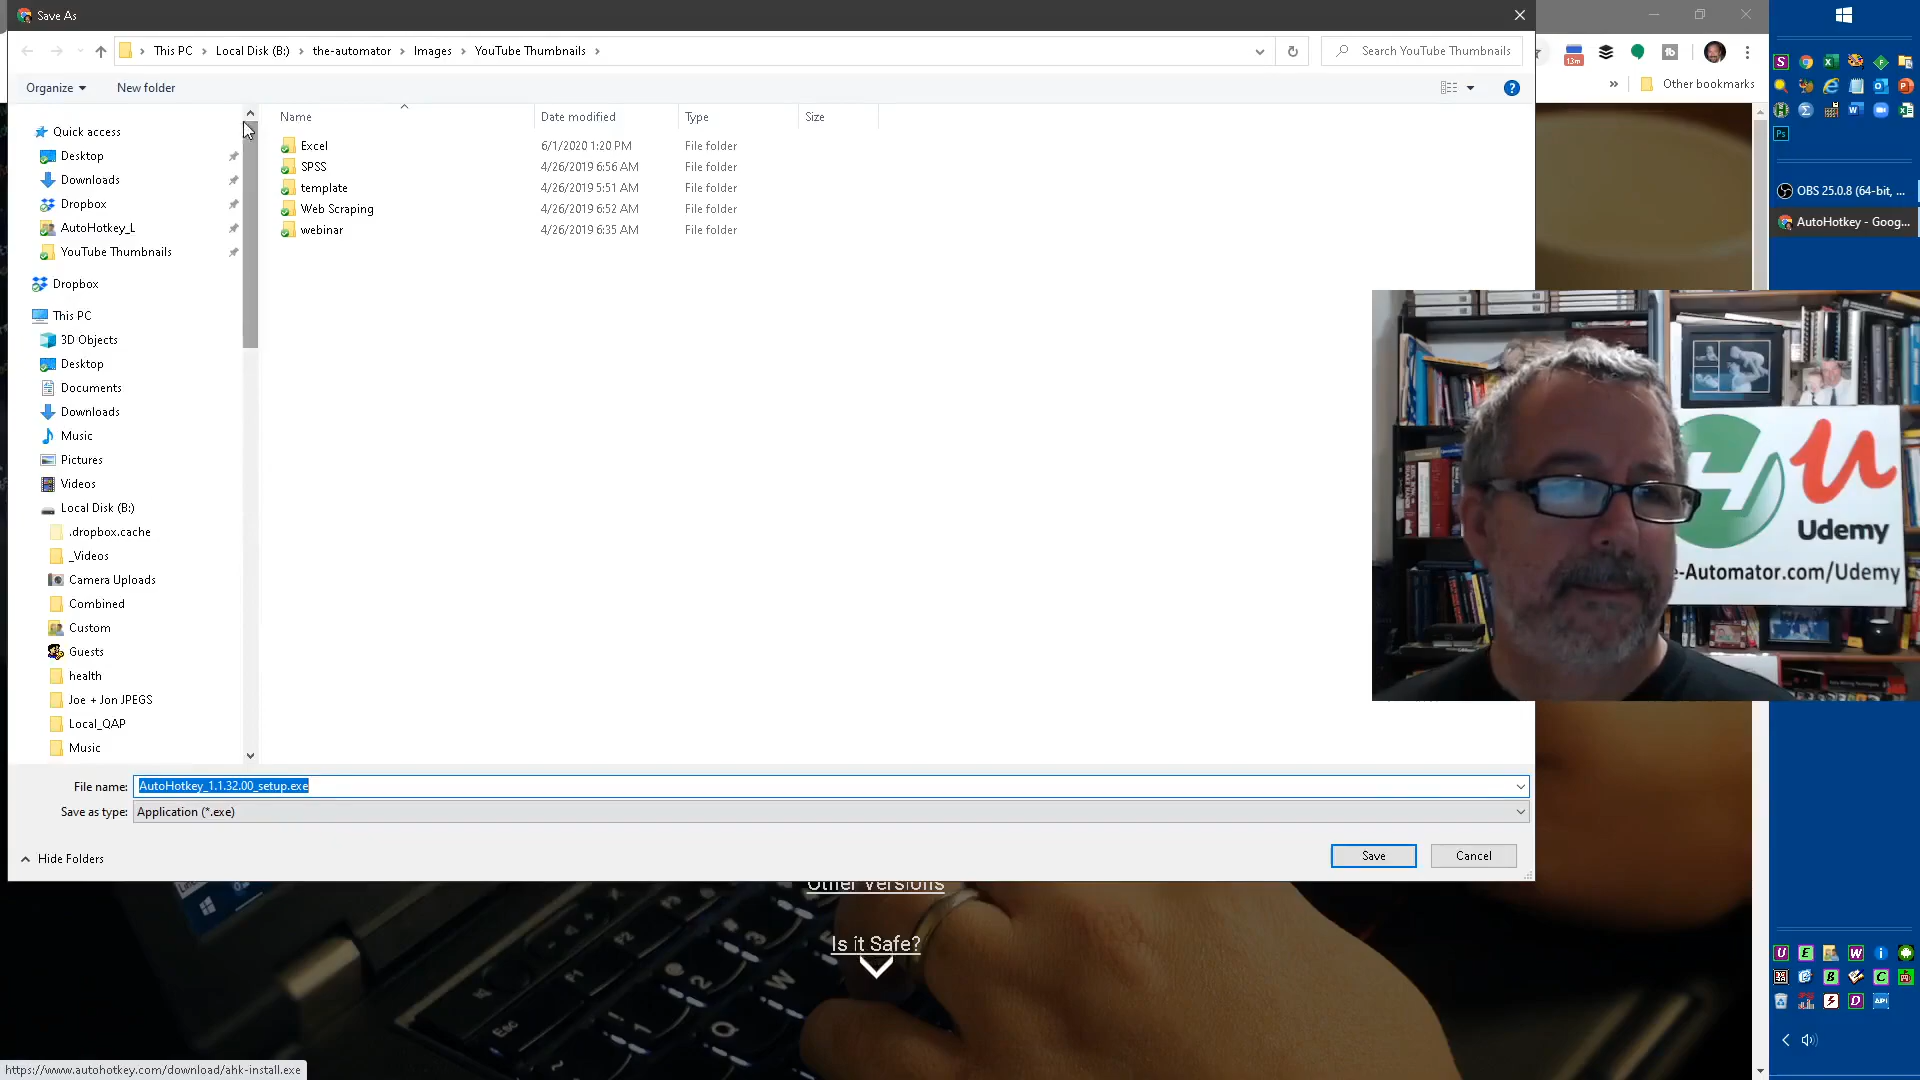 Save As
This PC > Local Disk (B:) > the-automator > Images > YouTube Thumbnails >
Search YouTube Thumbnails
13m
Organize
New folder
Other bookmarks
Name
Date modified
Type
Size
Quick access
Desktop
Downloads
Dropbox
AutoHotkey_L
YouTube Thumbnails
Dropbox
This PC
3D Objects
Desktop
Documents
Downloads
Music
Pictures
Videos
Local Disk (B:)
.dropbox.cache
_Videos
Camera Uploads
Combined
Custom
Guests
health
Joe + Jon JPEGS
Local_QAP
Music
Excel 6/1/2020 1:20 PM File folder
SPSS 4/26/2019 6:56 AM File folder
template 4/26/2019 5:51 AM File folder
Web Scraping 4/26/2019 6:52 AM File folder
webinar 4/26/2019 6:35 AM File folder
OBS 25.0.8 (64-bit, ...
AutoHotkey - Goog...
Udemy
e-Automator.com/Udemy
File name: AutoHotkey_1.1.32.00_setup.exe
Save as type: Application (*.exe)
Hide Folders
Save
Cancel
Other Versions
Is it Safe?
https://www.autohotkey.com/download/ahk-install.exe